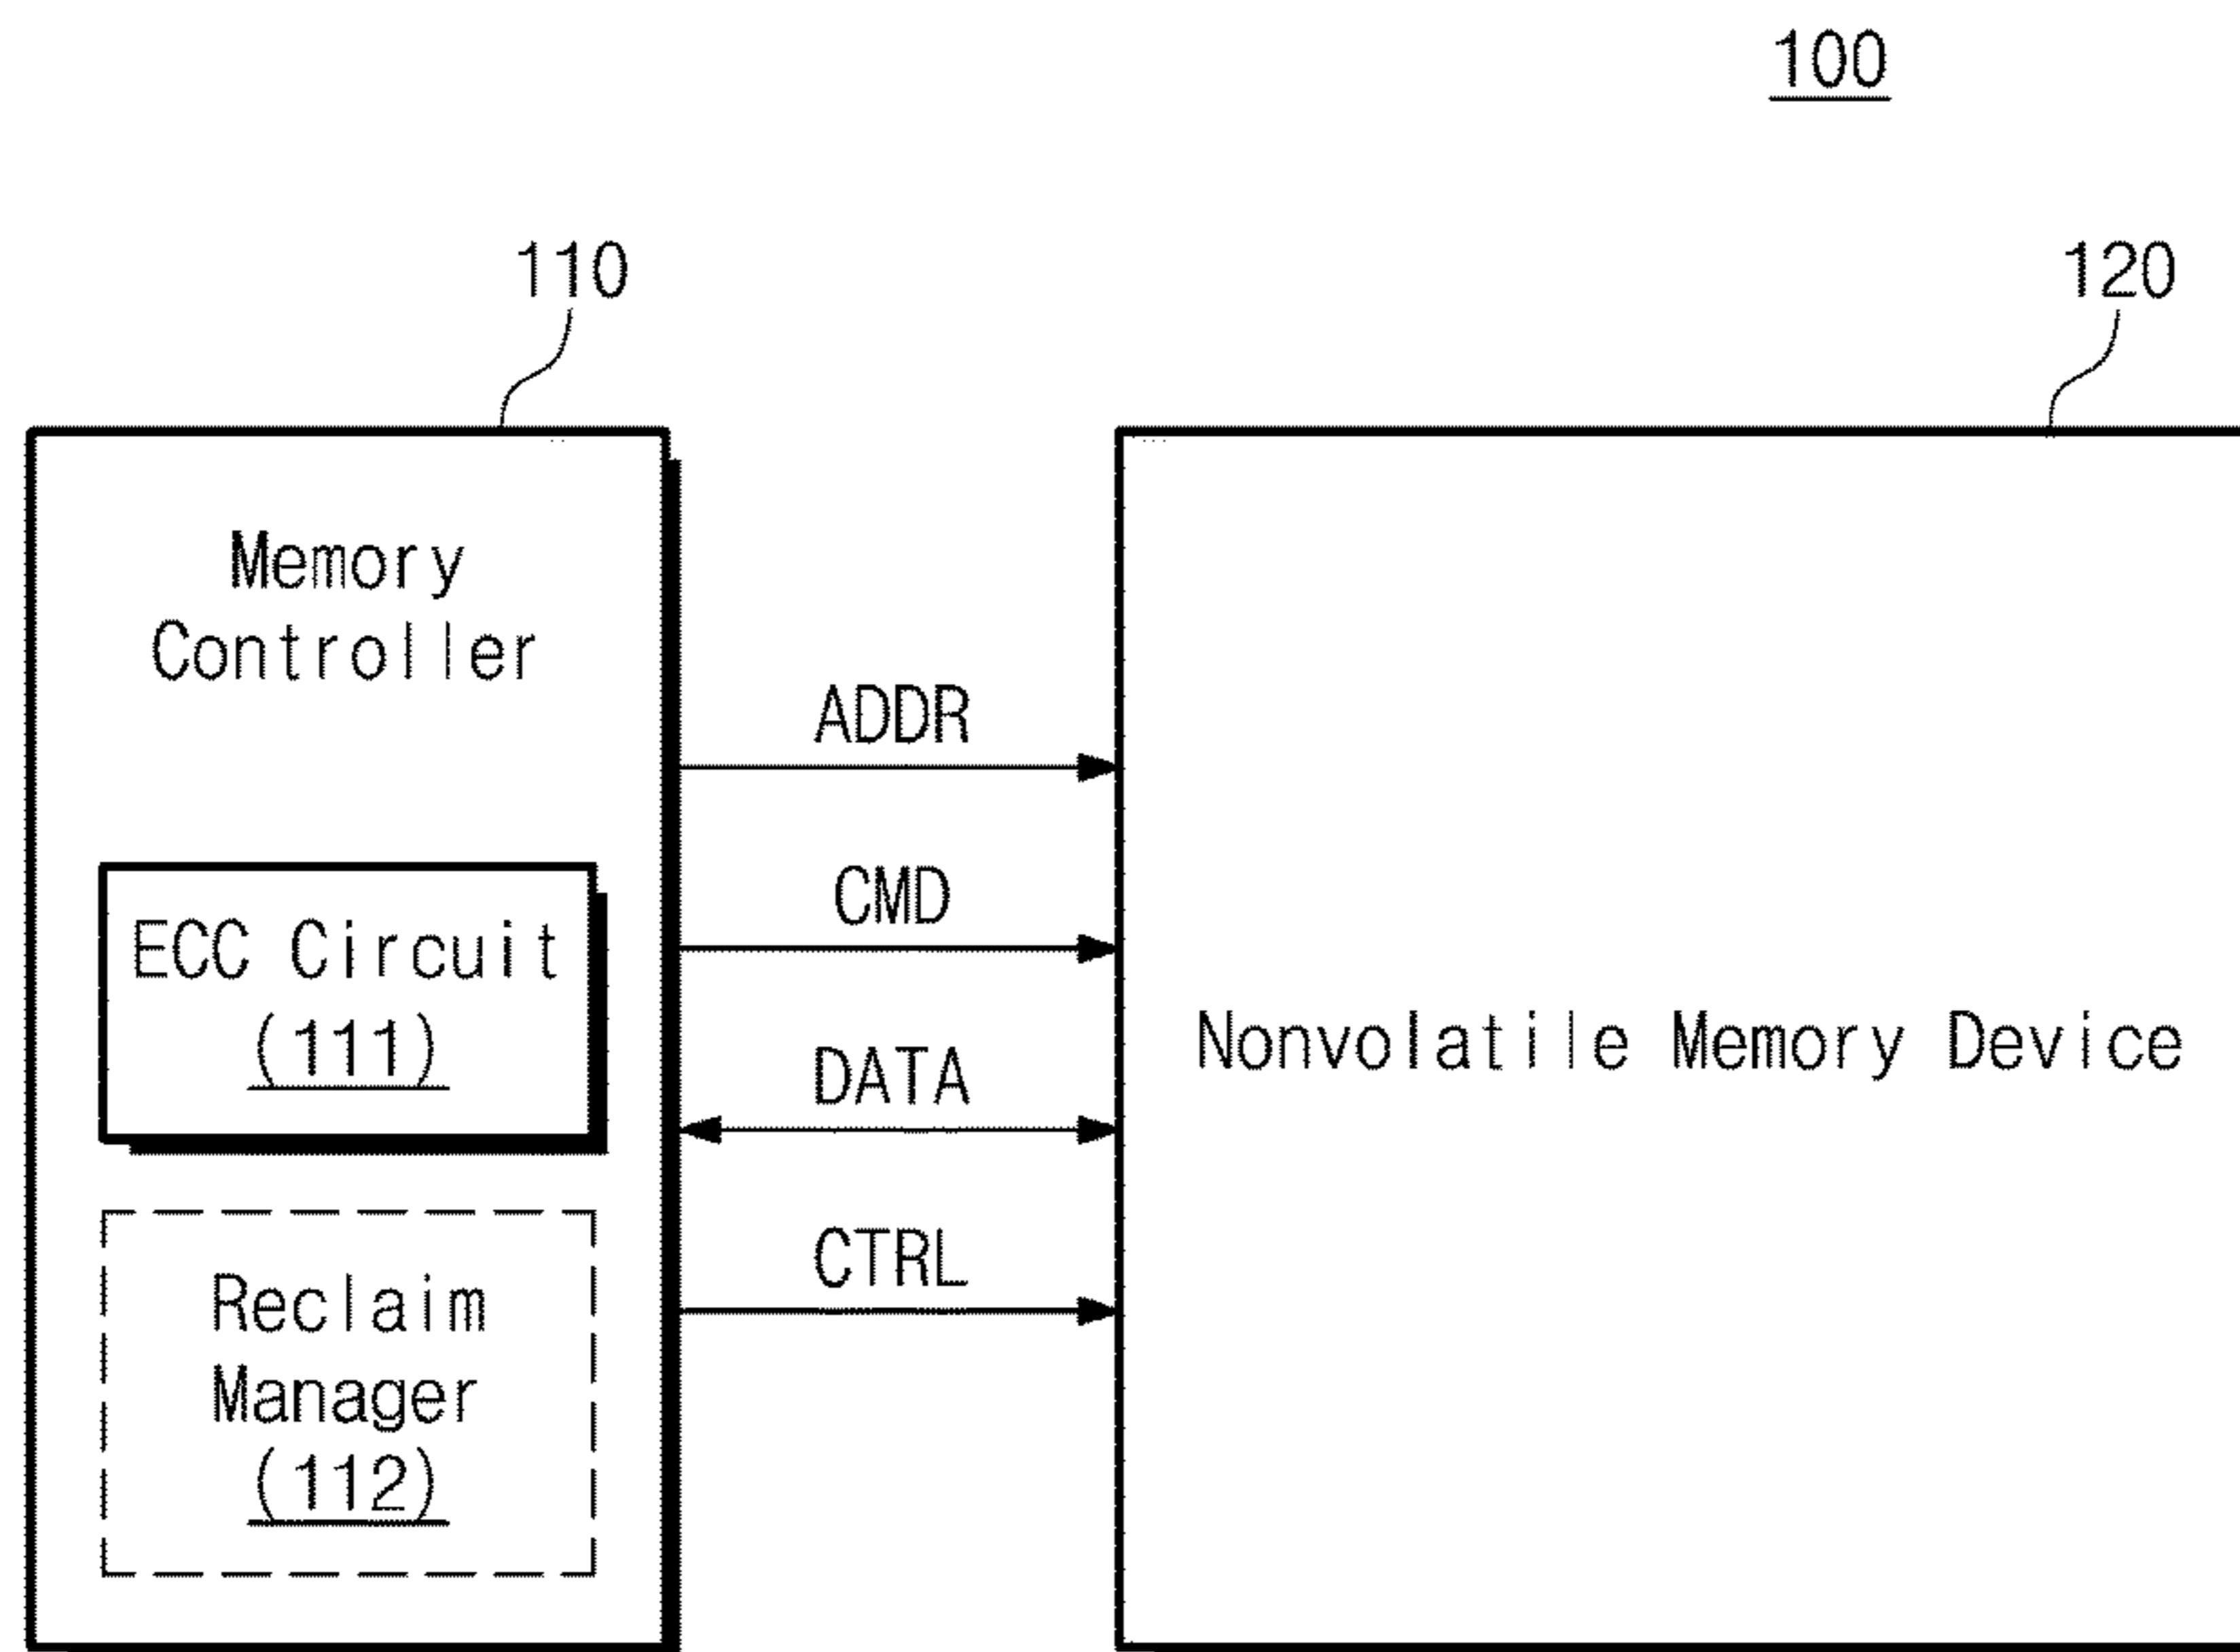 100
110
120
Memory
Controller
ADDR
CMD
ECC Circuit
(111)
DATA
Nonvolatile Memory Device
CTRL
Reclaim
Manager
(112)